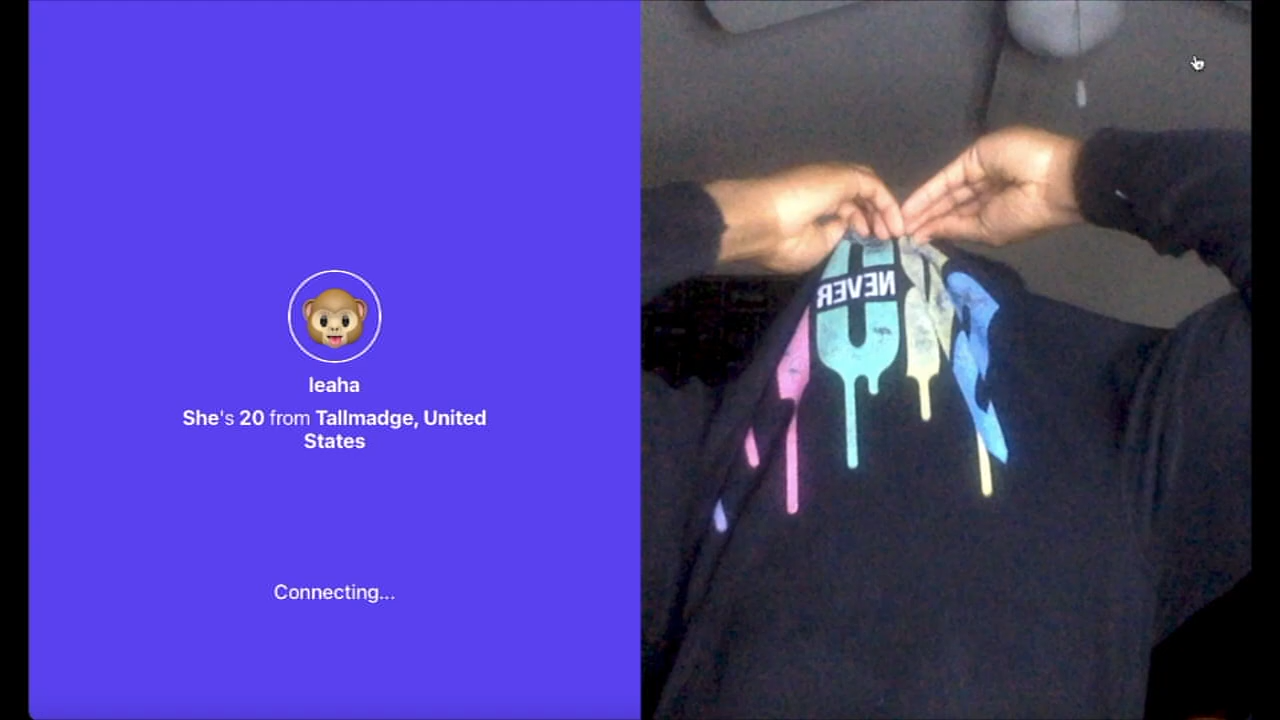 leaha
She's 20 from Tallmadge, United
States
Connecting...
NEVER